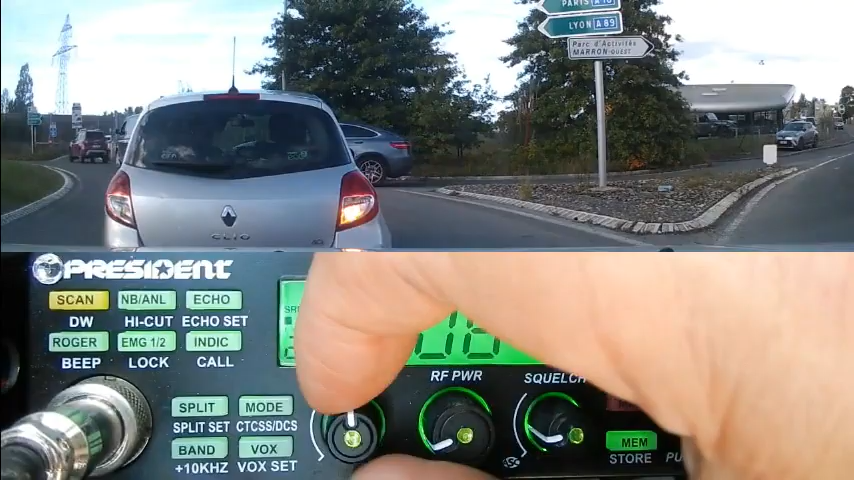 PARIS A 10
LYON A 89
Parc d'Activités
MARRON-OUEST
CLIO
PRESIDENT
SCAN NB/ANL ECHO
DW HI-CUT ECHO SET
ROGER EMG 1/2 INDIC
BEEP LOCK CALL
RF PWR SQUELCH
SPLIT MODE
SPLIT SET CTCSS/DCS
BAND VOX
+10KHZ VOX SET
MEM
STORE